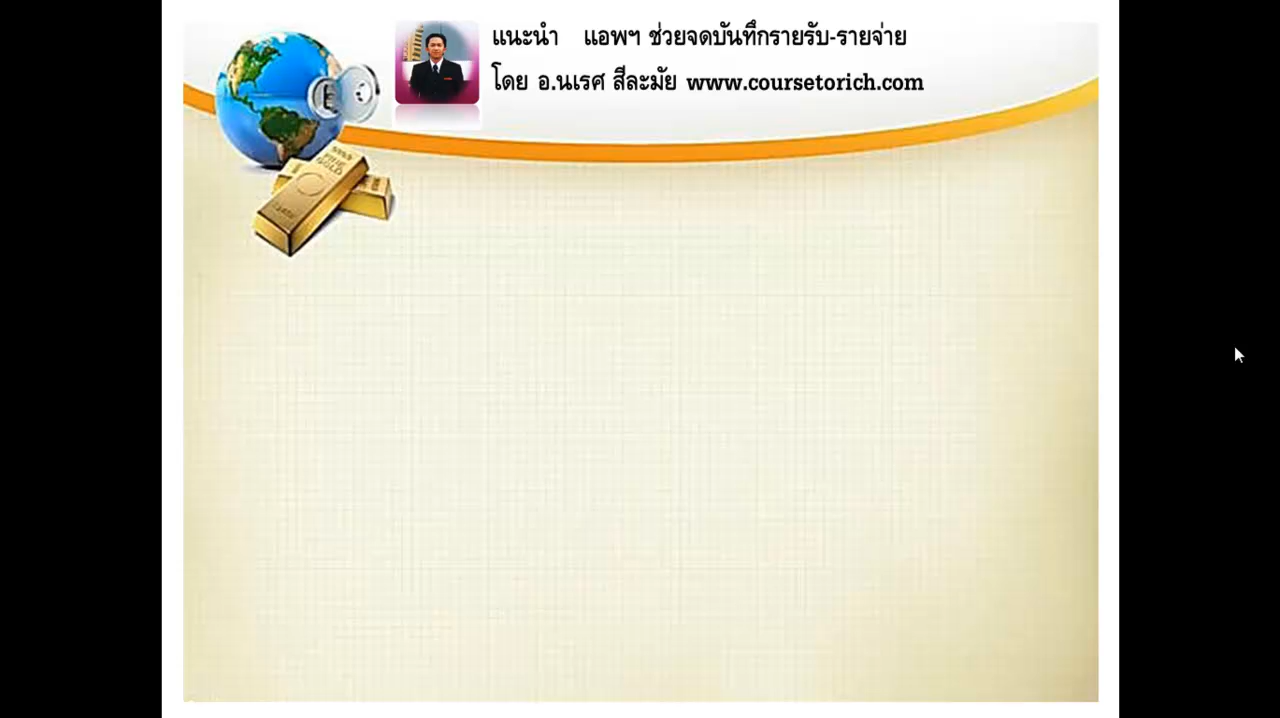 แนะนำ แอพฯ ช่วยจดบันทึกรายรับ-รายจ่าย
โดย อ.นเรศ สีละมัย www.coursetorich.com
FINE
GOLD